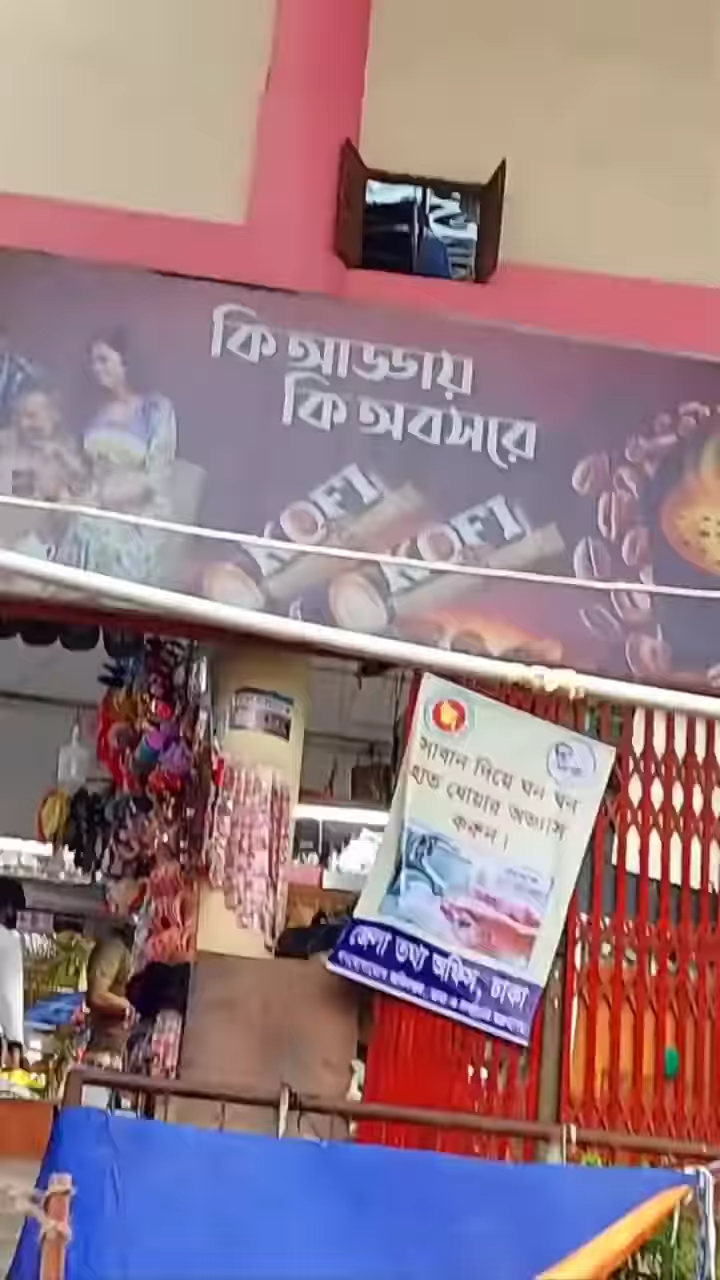 কি আড্ডায়
কি অবসরে
KOFI KOFI
সাবান দিয়ে ঘন ঘন
হাত ধোয়ার অভ্যাস
করুন।
জেলা তথ্য অফিস, ঢাকা